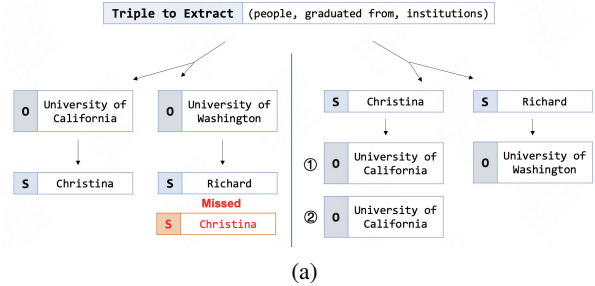 Triple to Extract (people, graduated from, institutions)
O University of California
O University of Washington
S Christina
S Richard
Missed
S Christina
S Christina
S Richard
① O University of California
O University of Washington
② O University of California
(a)